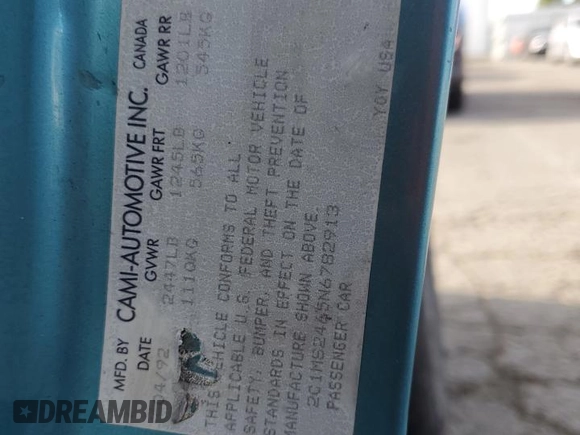 MFD. BY CAMI-AUTOMOTIVE INC. CANADA
DATE GVWR GAWR FRT GAWR RR
4/92 2447LB 1245LB 1201LB
1110KG 565KG 545KG
THIS VEHICLE CONFORMS TO ALL
APPLICABLE U.S. FEDERAL MOTOR VEHICLE
SAFETY, BUMPER, AND THEFT PREVENTION
STANDARDS IN EFFECT ON THE DATE OF
MANUFACTURE SHOWN ABOVE.
2C1MS2465N6782913
PASSENGER CAR YOY USA
DREAMBID